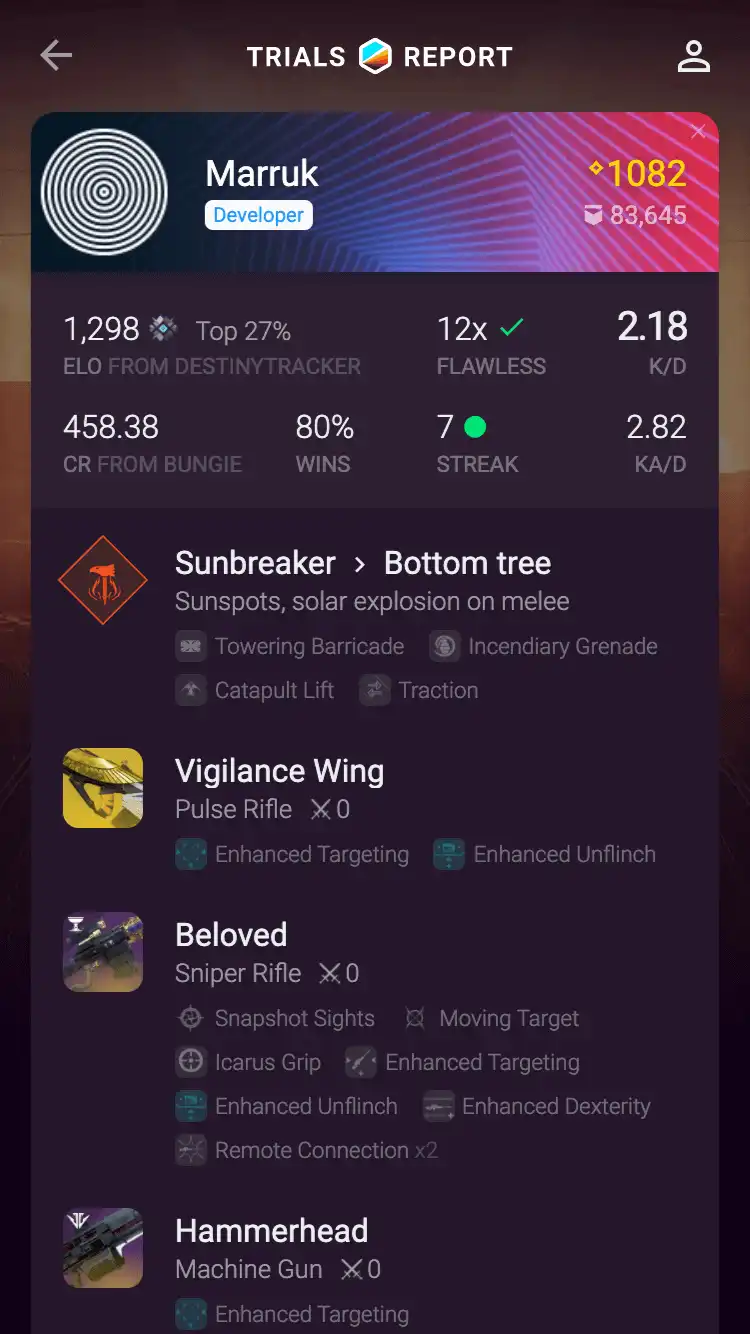 TRIALS REPORT
Marruk
1082
Developer
83,645
1,298 Top 27% 12x 2.18
ELO FROM DESTINYTRACKER FLAWLESS K/D
458.38 80% 7 2.82
CR FROM BUNGIE WINS STREAK KA/D
Sunbreaker > Bottom tree
Sunspots, solar explosion on melee
Towering Barricade Incendiary Grenade
Catapult Lift Traction
Vigilance Wing
Pulse Rifle 0
Enhanced Targeting Enhanced Unflinch
Beloved
Sniper Rifle 0
Snapshot Sights Moving Target
Icarus Grip Enhanced Targeting
Enhanced Unflinch Enhanced Dexterity
Remote Connection x2
Hammerhead
Machine Gun 0
Enhanced Targeting